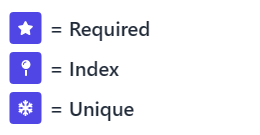 = Required
= Index
= Unique